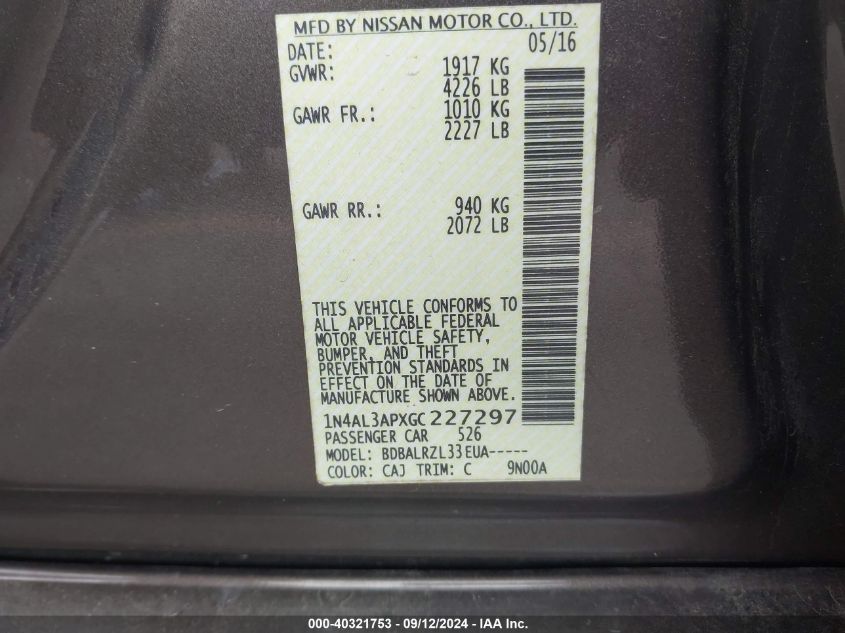 MFD BY NISSAN MOTOR CO., LTD.
DATE: 05/16
GVWR: 1917 KG
4226 LB
GAWR FR.: 1010 KG
2227 LB
GAWR RR.: 940 KG
2072 LB
THIS VEHICLE CONFORMS TO
ALL APPLICABLE FEDERAL
MOTOR VEHICLE SAFETY,
BUMPER, AND THEFT
PREVENTION STANDARDS IN
EFFECT ON THE DATE OF
MANUFACTURE SHOWN ABOVE.
1N4AL3APXGC227297
PASSENGER CAR 526
MODEL: BDBALRZL33EUA-----
COLOR: CAJ TRIM: C 9N00A
000-40321753 - 09/12/2024 - IAA Inc.